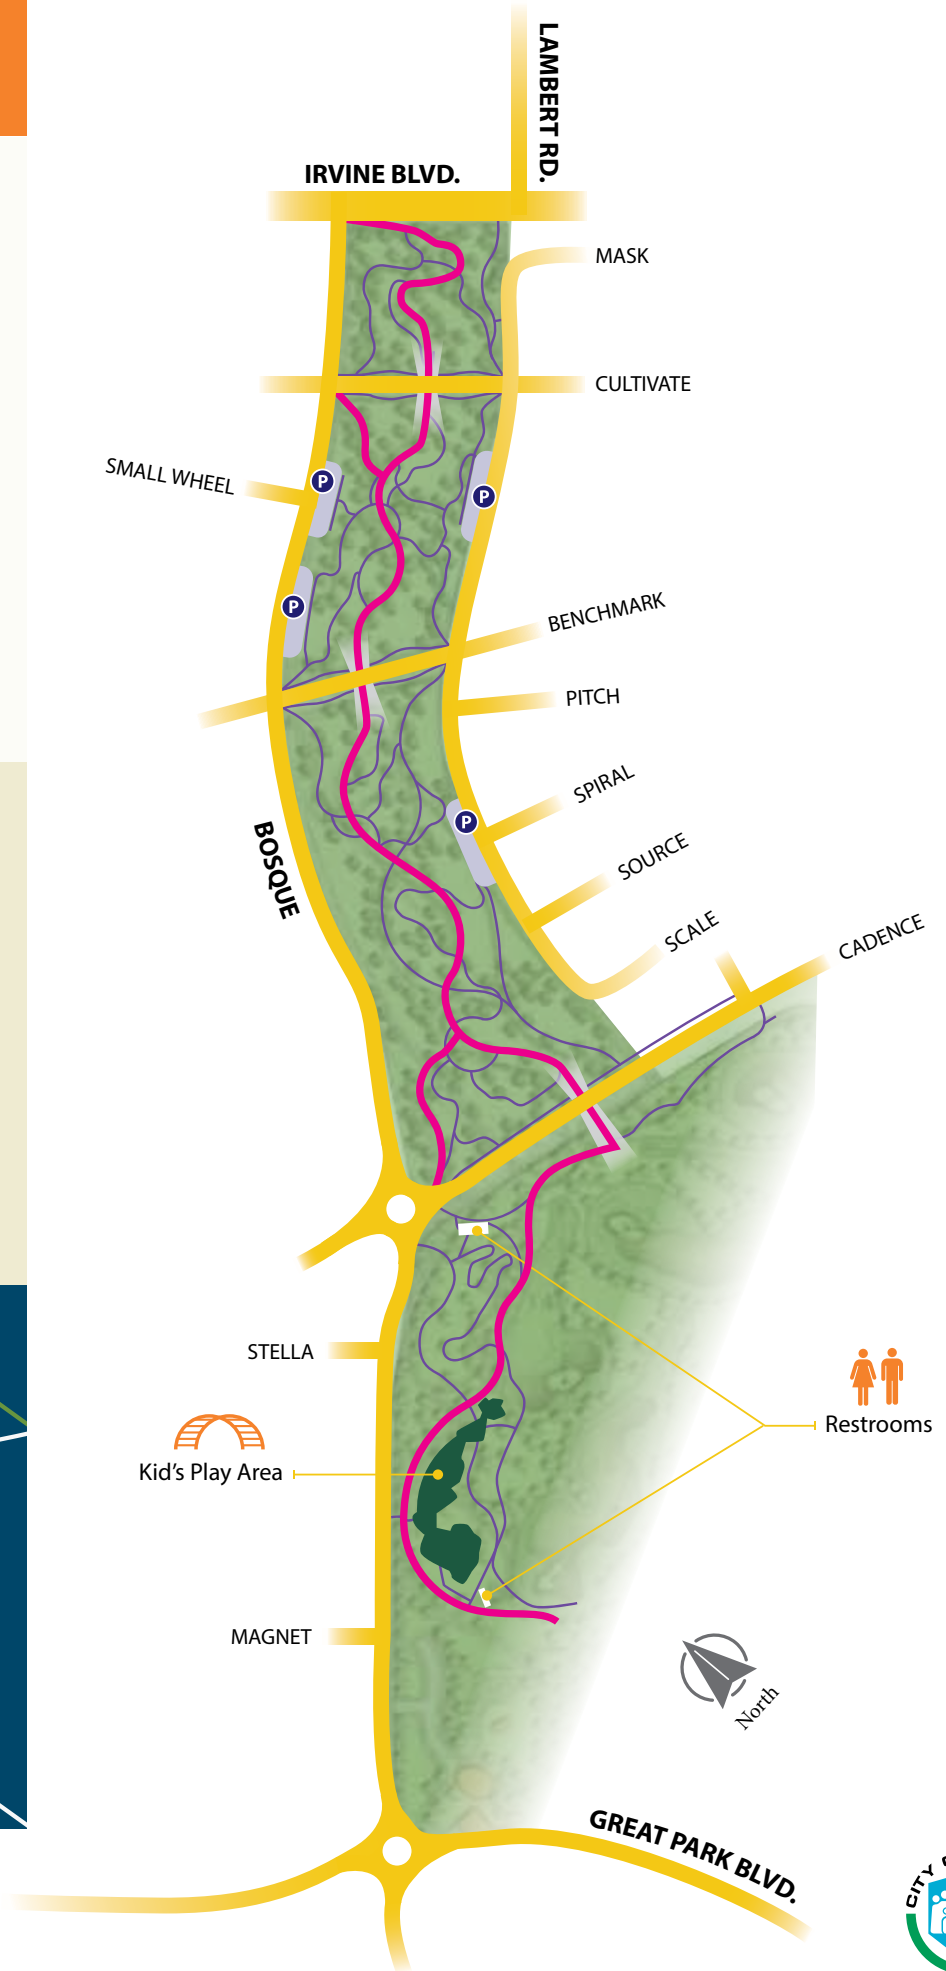 LAMBERT RD.
IRVINE BLVD.
MASK
CULTIVATE
SMALL WHEEL
P
P
P
BENCHMARK
PITCH
SPIRAL
P
BOSQUE
SOURCE
SCALE
CADENCE
STELLA
Restrooms
Kid's Play Area
MAGNET
North
GREAT PARK BLVD.
CITY